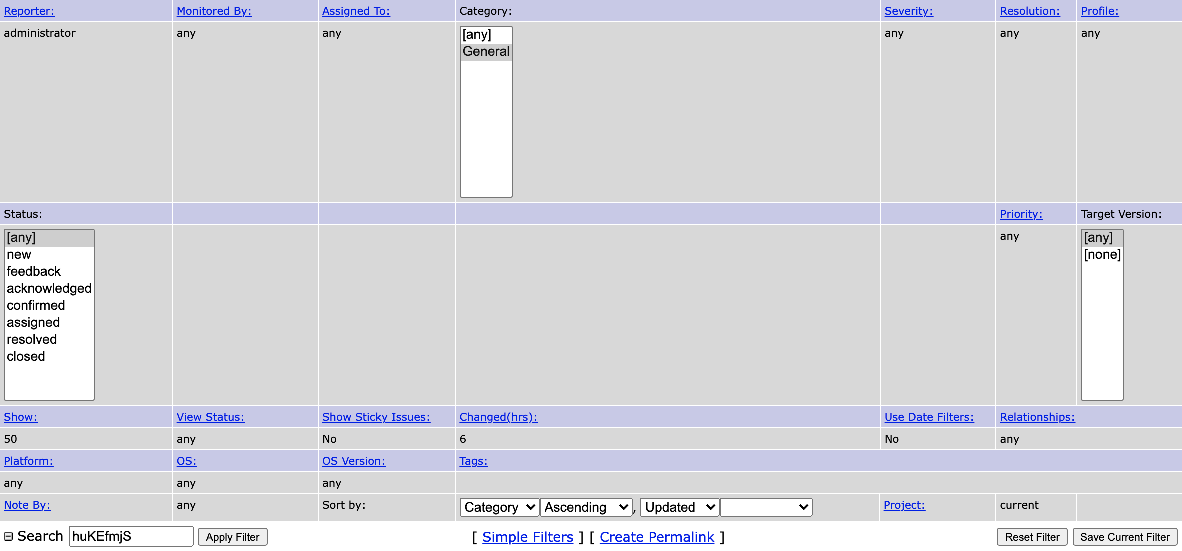 Reporter: Monitored By: Assigned To: Category: Severity: Resolution: Profile:
administrator any any [any] any any any
General
Status: Priority: Target Version:
[any] any [any]
new [none]
feedback
acknowledged
confirmed
assigned
resolved
closed
Show: View Status: Show Sticky Issues: Changed(hrs): Use Date Filters: Relationships:
50 any No 6 No any
Platform: OS: OS Version: Tags:
any any any
Note By: any Sort by: Category Ascending , Updated Project: current
Search huKEfmjS Apply Filter [ Simple Filters ] [ Create Permalink ] Reset Filter Save Current Filter